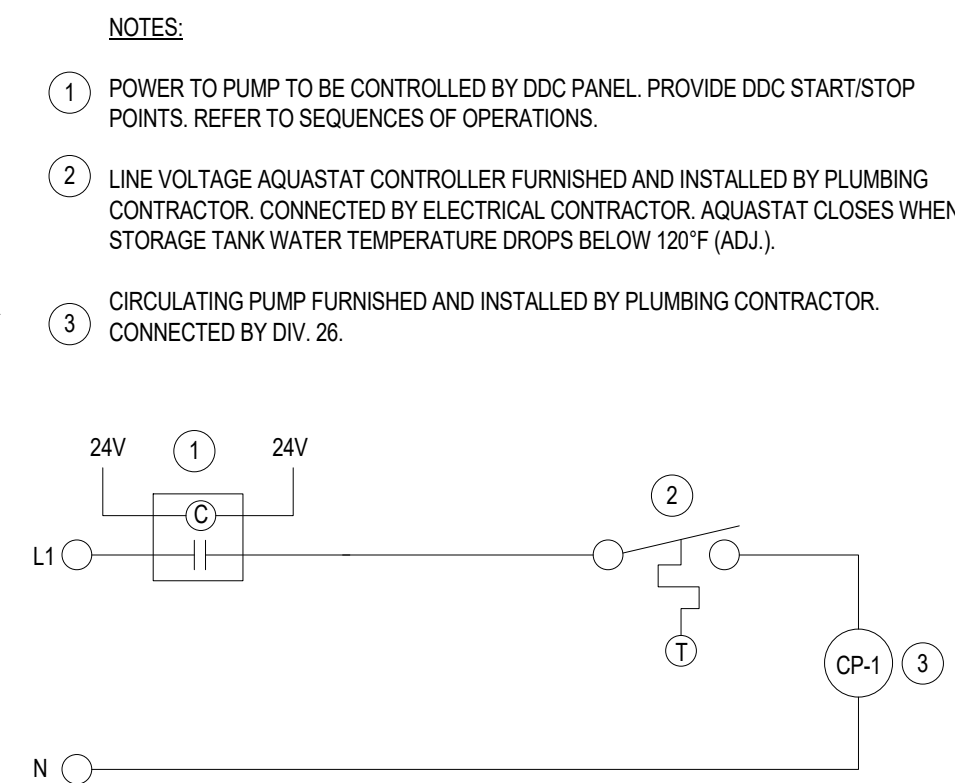 NOTES:
1 POWER TO PUMP TO BE CONTROLLED BY DDC PANEL. PROVIDE DDC START/STOP
POINTS. REFER TO SEQUENCES OF OPERATIONS.
2 LINE VOLTAGE AQUASTAT CONTROLLER FURNISHED AND INSTALLED BY PLUMBING
CONTRACTOR. CONNECTED BY ELECTRICAL CONTRACTOR. AQUASTAT CLOSES WHEN
STORAGE TANK WATER TEMPERATURE DROPS BELOW 120°F (ADJ.).
3 CIRCULATING PUMP FURNISHED AND INSTALLED BY PLUMBING CONTRACTOR.
CONNECTED BY DIV. 26.
24V 1 24V
C
2
L1
T
CP-1 3
N